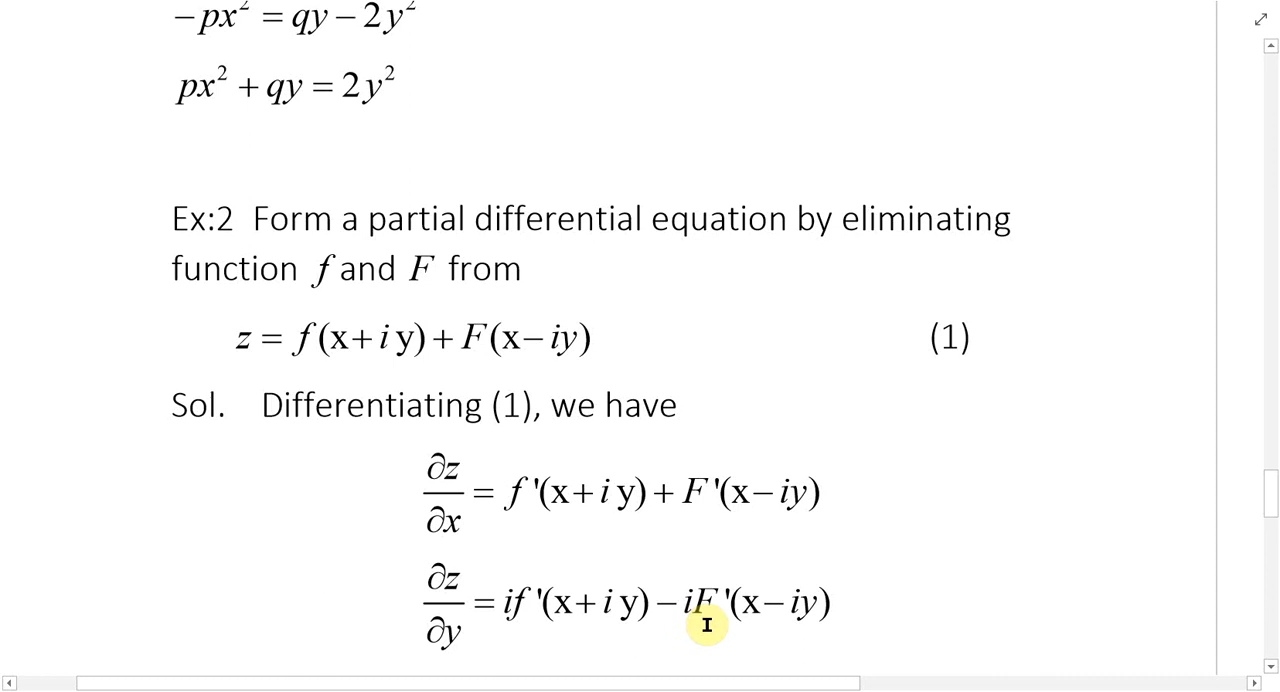 −px² = qy − 2y²
px² + qy = 2y²
Ex:2 Form a partial differential equation by eliminating
function f and F from
z = f(x+iy) + F(x−iy) (1)
Sol. Differentiating (1), we have
∂z/∂x = f '(x+iy) + F '(x−iy)
∂z/∂y = if '(x+iy) − iF '(x−iy)